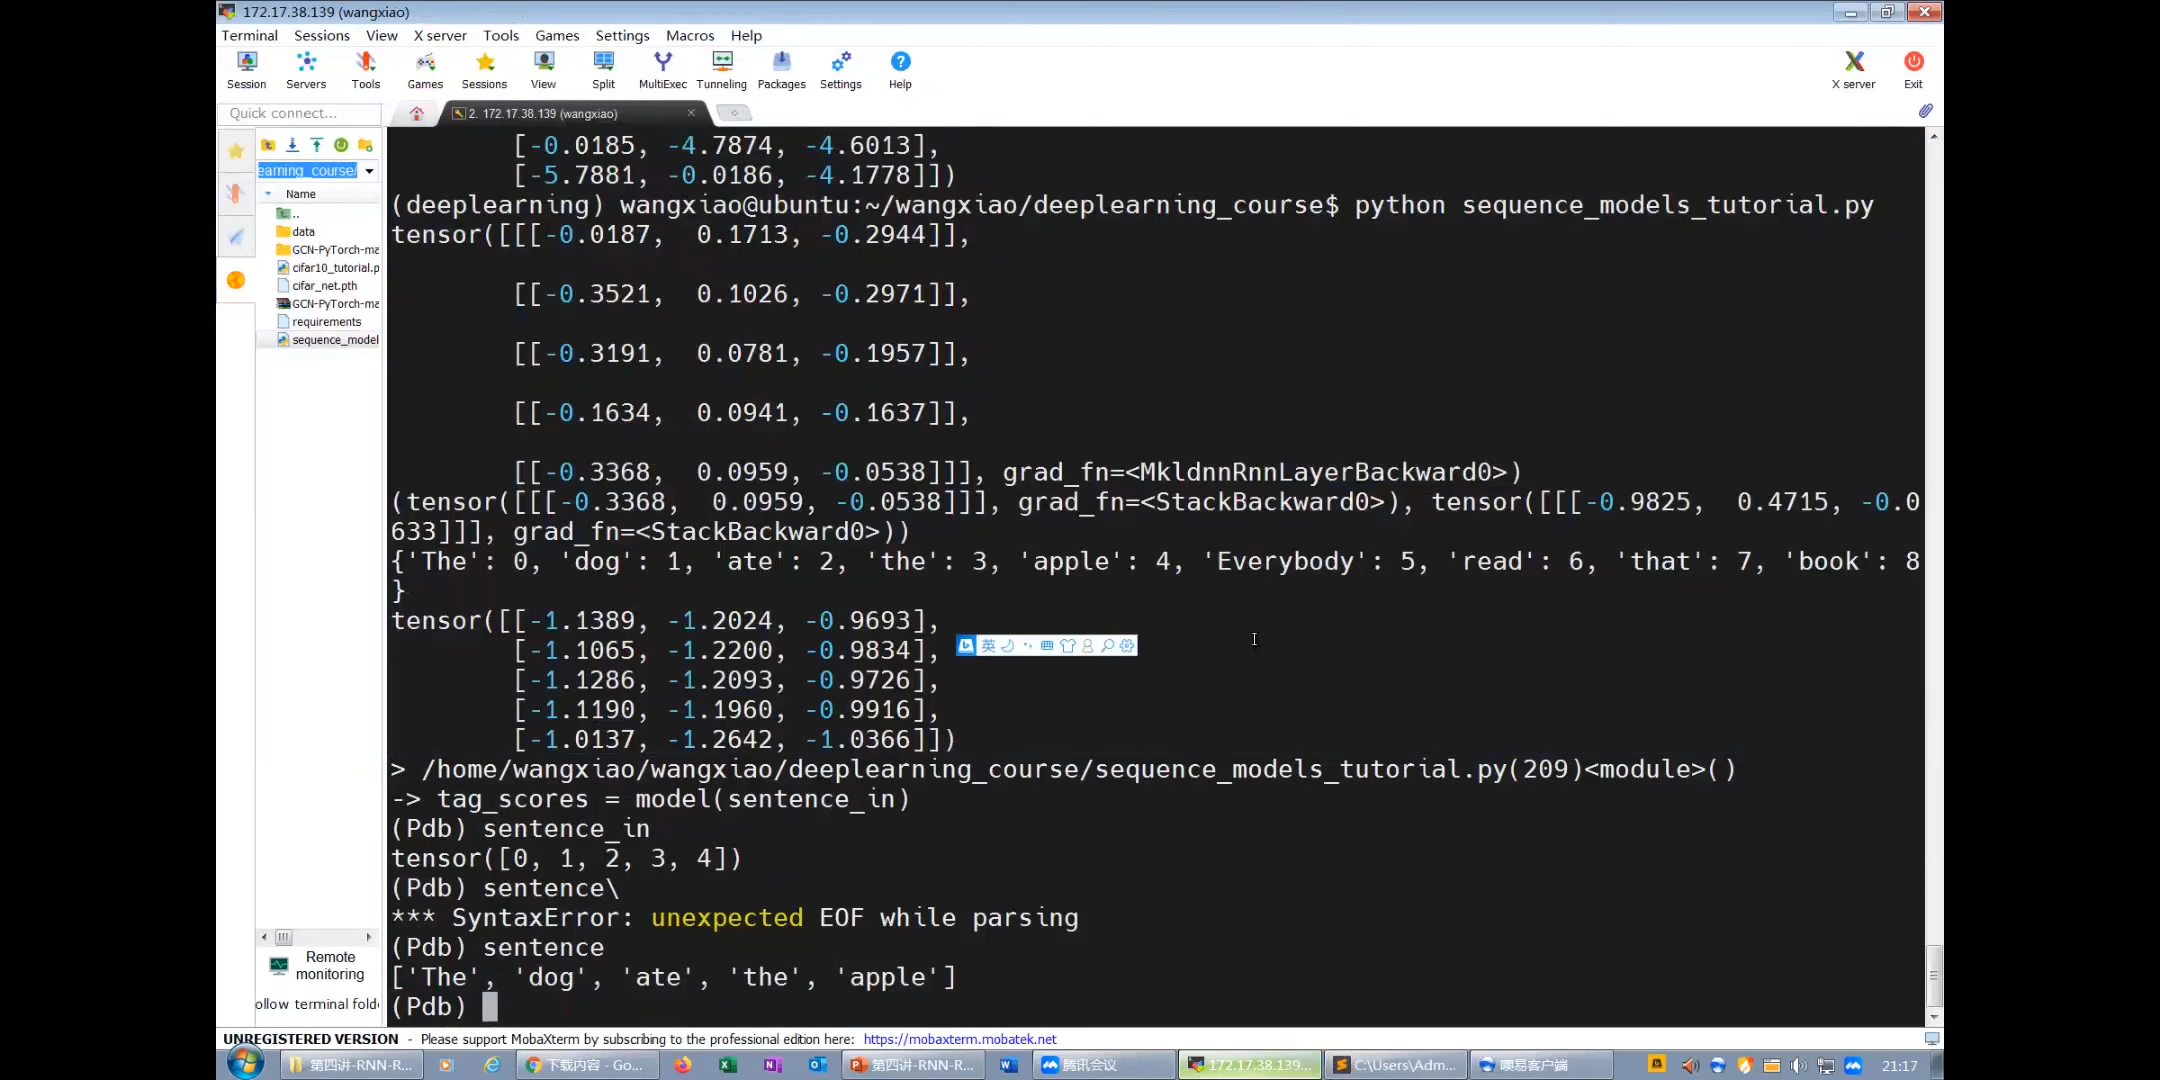 172.17.38.139 (wangxiao)
Terminal Sessions View X server Tools Games Settings Macros Help
Session Servers Tools Games Sessions View Split MultiExec Tunneling Packages Settings Help X server Exit
Quick connect...
2. 172.17.38.139 (wangxiao)
earning_course/
Name
..
data
GCN-PyTorch-ma
cifar10_tutorial.p
cifar_net.pth
GCN-PyTorch-ma
requirements
sequence_model
Remote
monitoring
ollow terminal fold
[-0.0185, -4.7874, -4.6013],
[-5.7881, -0.0186, -4.1778]])
(deeplearning) wangxiao@ubuntu:~/wangxiao/deeplearning_course$ python sequence_models_tutorial.py
tensor([[[-0.0187, 0.1713, -0.2944]],
[[-0.3521, 0.1026, -0.2971]],
[[-0.3191, 0.0781, -0.1957]],
[[-0.1634, 0.0941, -0.1637]],
[[-0.3368, 0.0959, -0.0538]]], grad_fn=<MkldnnRnnLayerBackward0>)
(tensor([[[-0.3368, 0.0959, -0.0538]]], grad_fn=<StackBackward0>), tensor([[[-0.9825, 0.4715, -0.0
633]]], grad_fn=<StackBackward0>))
{'The': 0, 'dog': 1, 'ate': 2, 'the': 3, 'apple': 4, 'Everybody': 5, 'read': 6, 'that': 7, 'book': 8
}
tensor([[-1.1389, -1.2024, -0.9693],
[-1.1065, -1.2200, -0.9834],
英
[-1.1286, -1.2093, -0.9726],
[-1.1190, -1.1960, -0.9916],
[-1.0137, -1.2642, -1.0366]])
> /home/wangxiao/wangxiao/deeplearning_course/sequence_models_tutorial.py(209)<module>()
-> tag_scores = model(sentence_in)
(Pdb) sentence_in
tensor([0, 1, 2, 3, 4])
(Pdb) sentence\
*** SyntaxError: unexpected EOF while parsing
(Pdb) sentence
['The', 'dog', 'ate', 'the', 'apple']
(Pdb)
UNREGISTERED VERSION - Please support MobaXterm by subscribing to the professional edition here: https://mobaxterm.mobatek.net
第四讲-RNN-R... 下载内容 - Go... 第四讲-RNN-R... 腾讯会议 172.17.38.139... C:\Users\Adm... 噢易客户端 21:17